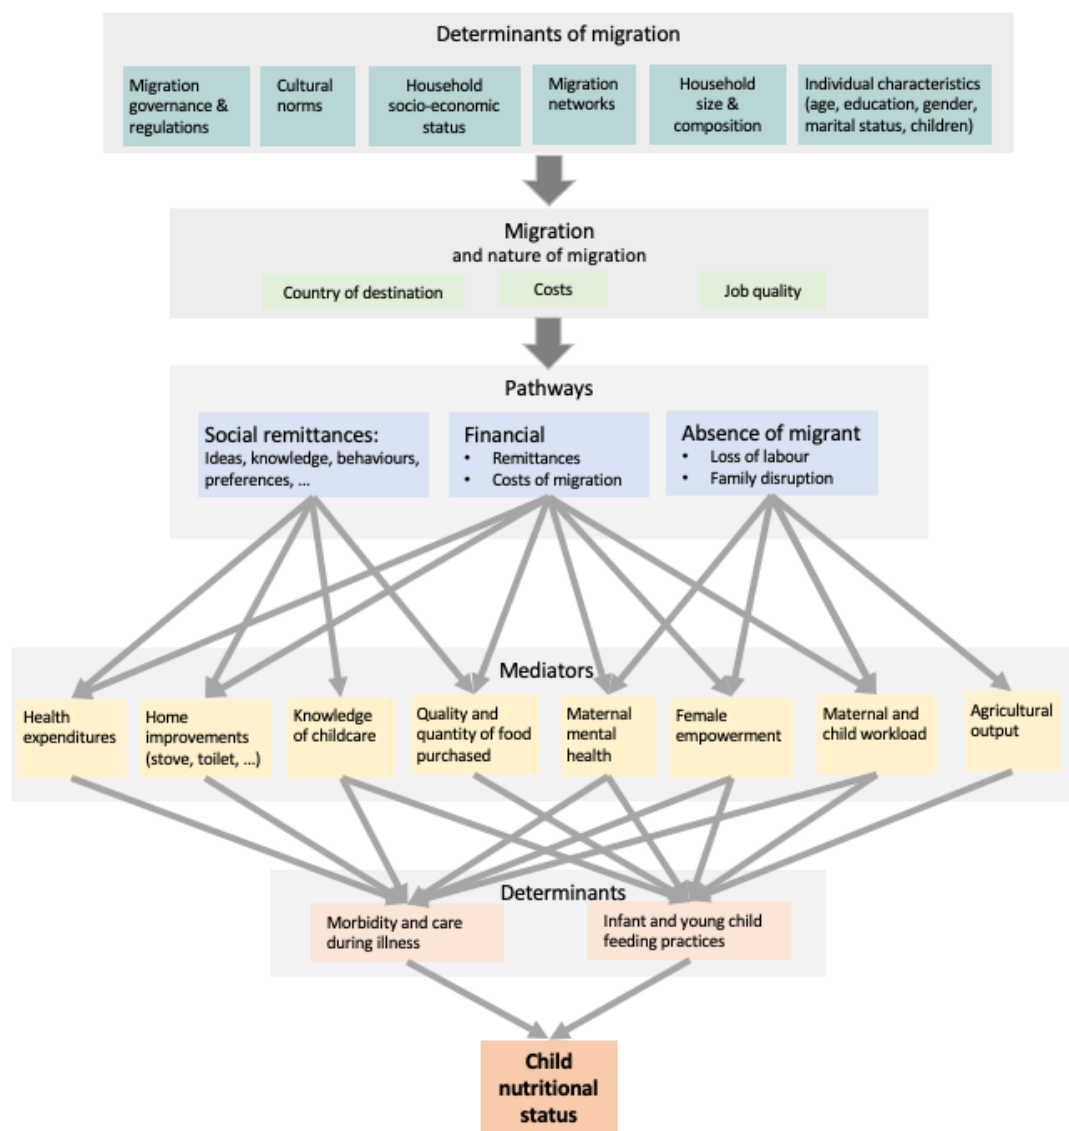 Determinants of migration
Migration
governance &
regulations
Cultural
norms
Household
socio-economic
status
Migration
networks
Household
size &
composition
Individual characteristics
(age, education, gender,
marital status, children)
Migration
and nature of migration
Country of destination
Costs
Job quality
Pathways
Social remittances:
Ideas, knowledge, behaviours,
preferences, ...
Financial
• Remittances
• Costs of migration
Absence of migrant
• Loss of labour
• Family disruption
Mediators
Health
expenditures
Home
improvements
(stove, toilet, ...)
Knowledge
of childcare
Quality and
quantity of food
purchased
Maternal
mental
health
Female
empowerment
Maternal and
child workload
Agricultural
output
Determinants
Morbidity and care
during illness
Infant and young child
feeding practices
Child
nutritional
status